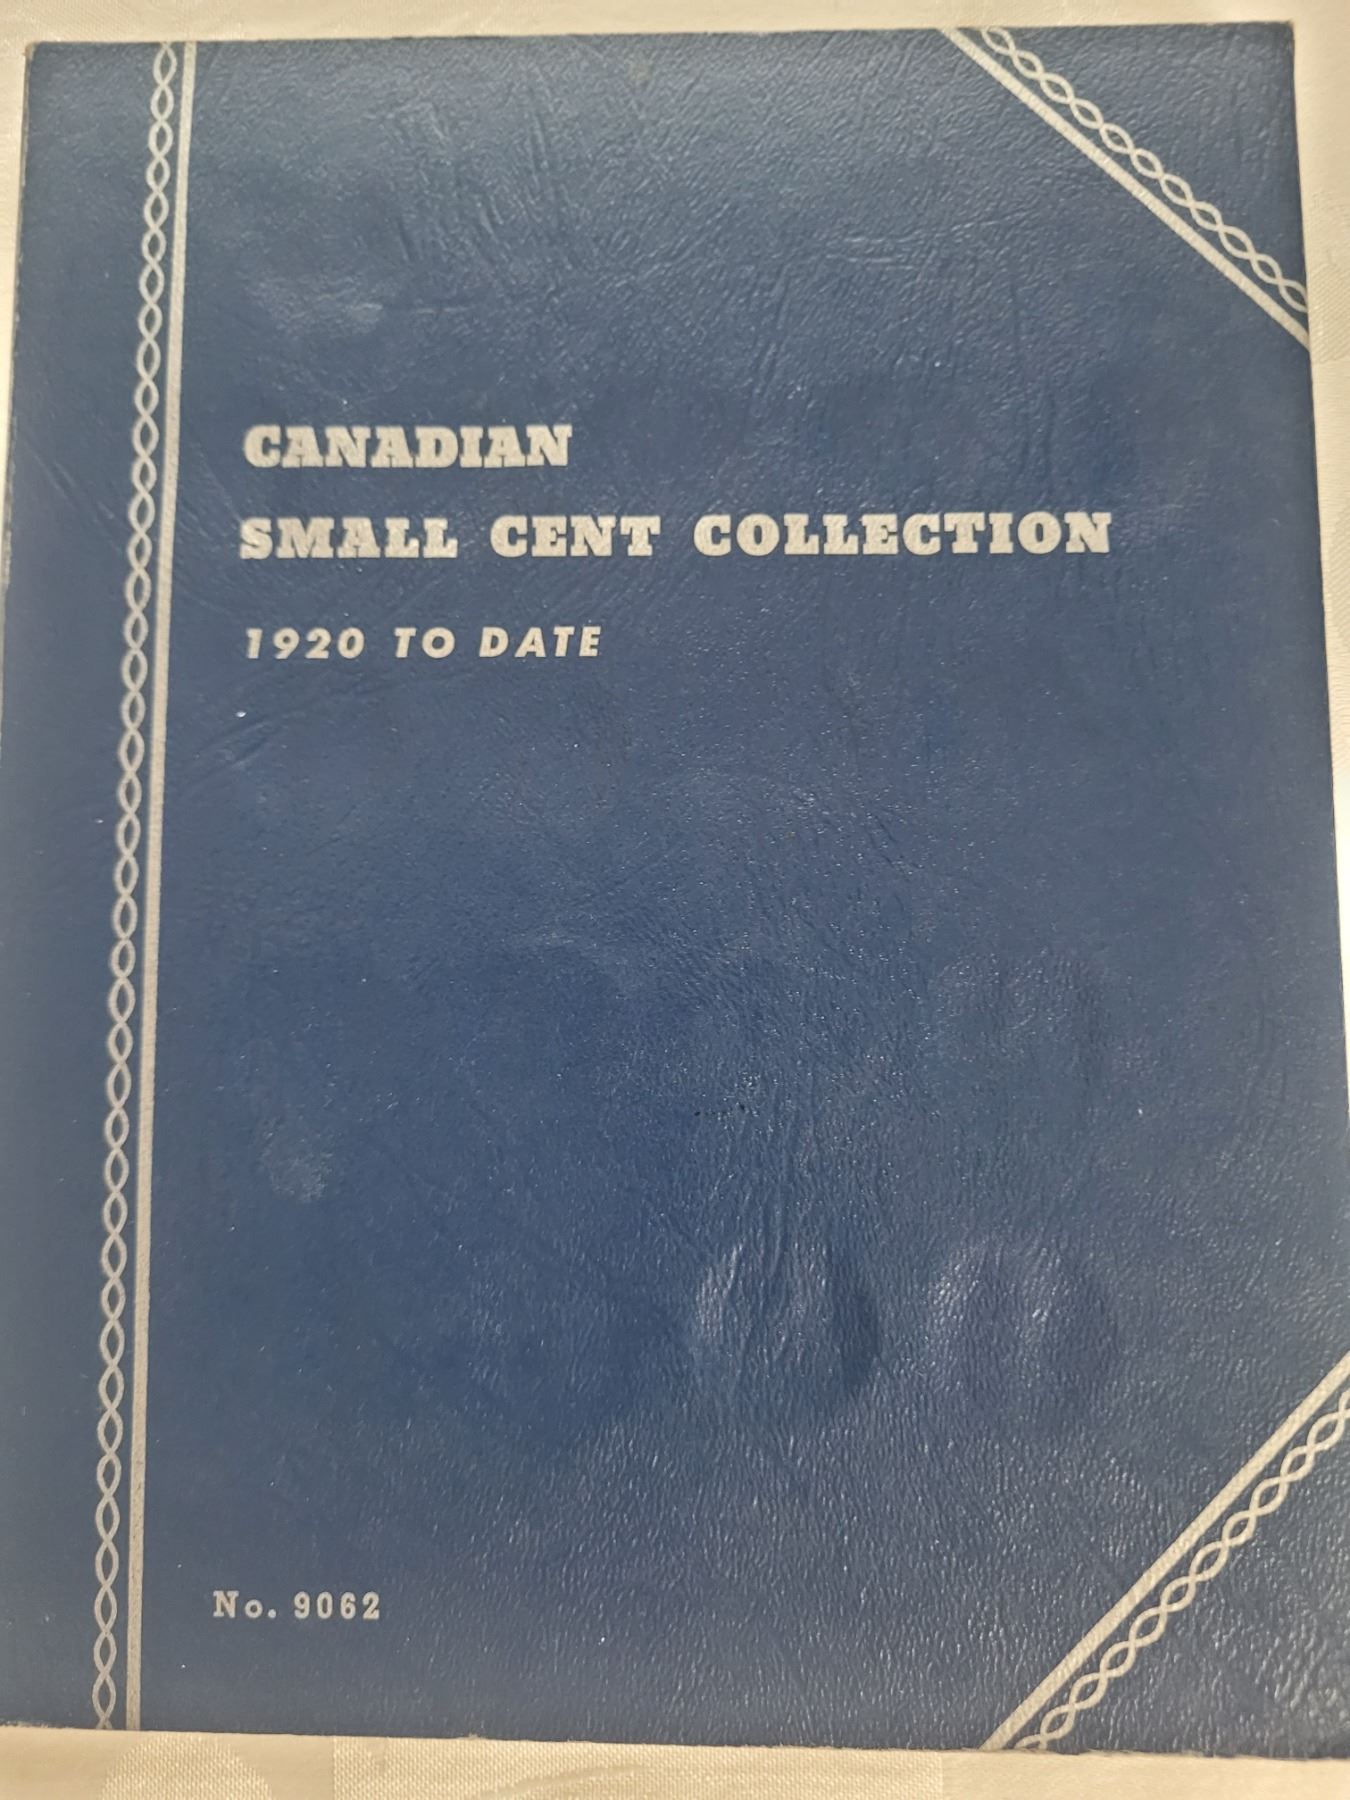 CANADIAN
SMALL CENT COLLECTION
1920 TO DATE
No. 9062